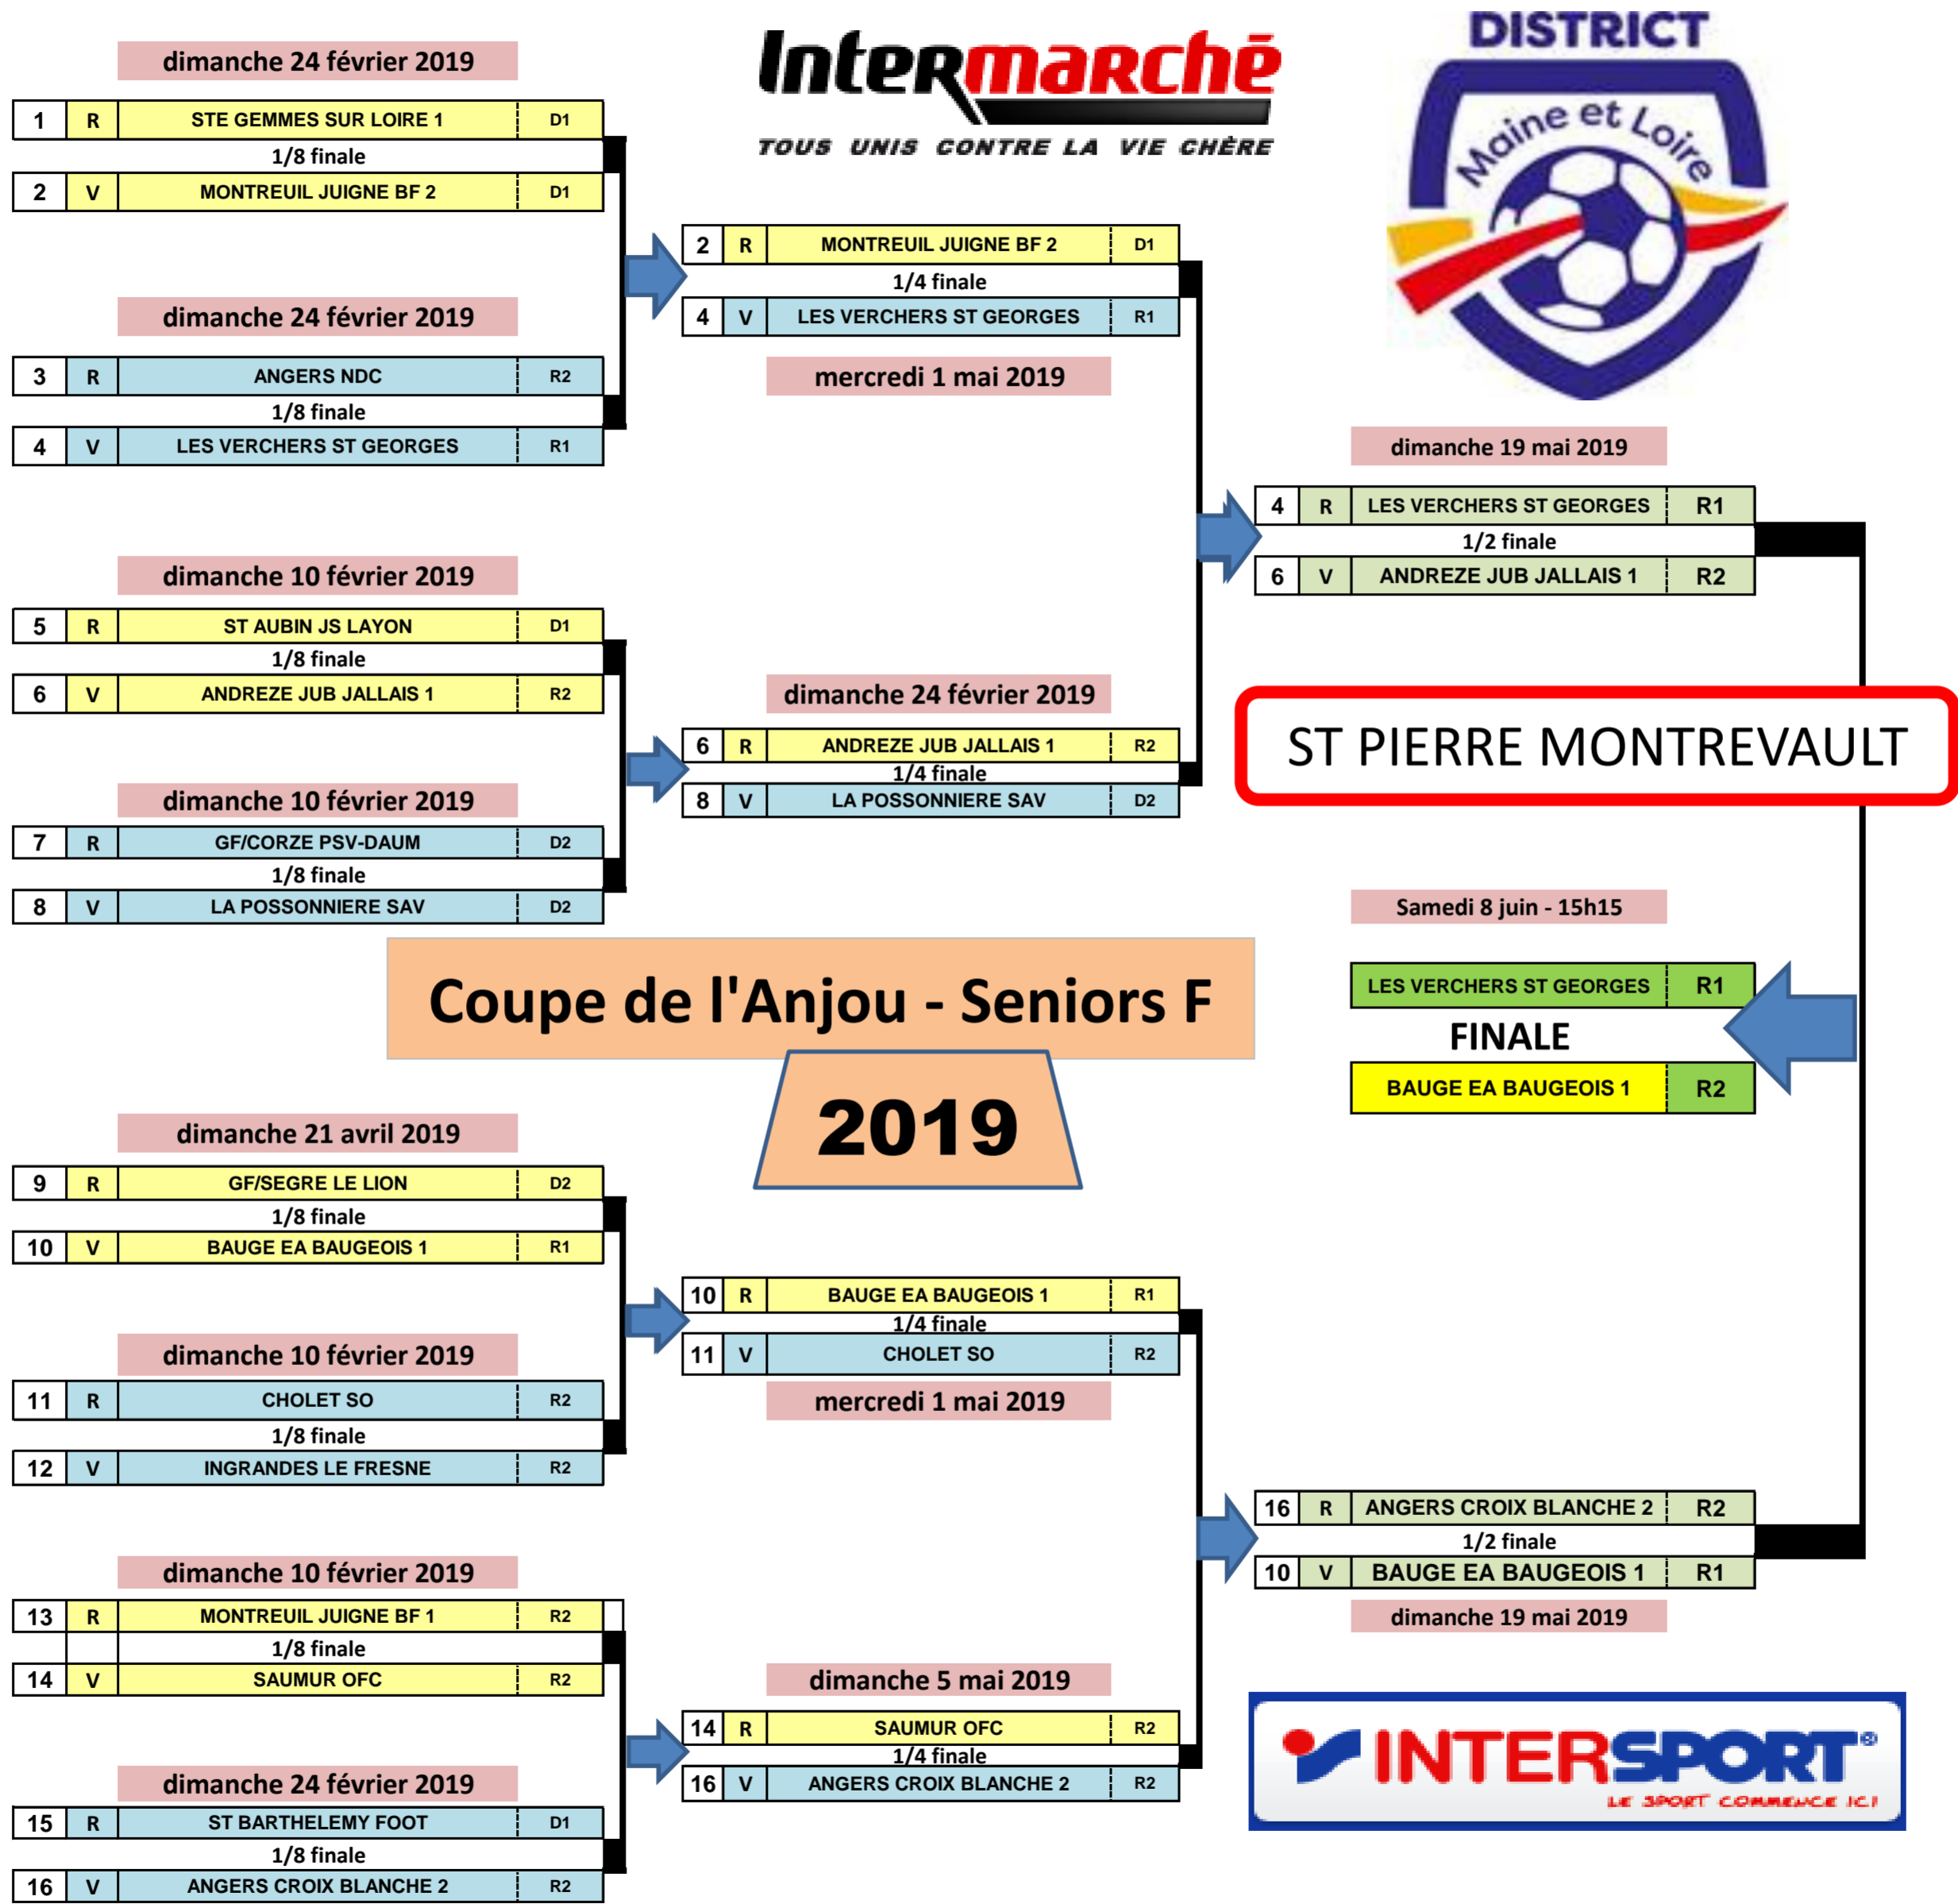 dimanche 24 février 2019
1 R STE GEMMES SUR LOIRE 1 D1
1/8 finale
2 V MONTREUIL JUIGNE BF 2 D1
dimanche 24 février 2019
3 R ANGERS NDC R2
1/8 finale
4 V LES VERCHERS ST GEORGES R1
dimanche 10 février 2019
5 R ST AUBIN JS LAYON D1
1/8 finale
6 V ANDREZE JUB JALLAIS 1 R2
dimanche 10 février 2019
7 R GF/CORZE PSV-DAUM D2
1/8 finale
8 V LA POSSONNIERE SAV D2
InterMarchē
TOUS UNIS CONTRE LA VIE CHÈRE
2 R MONTREUIL JUIGNE BF 2 D1
1/4 finale
4 V LES VERCHERS ST GEORGES R1
mercredi 1 mai 2019
dimanche 24 février 2019
6 R ANDREZE JUB JALLAIS 1 R2
1/4 finale
8 V LA POSSONNIERE SAV D2
DISTRICT
Maine et Loire
dimanche 19 mai 2019
4 R LES VERCHERS ST GEORGES R1
1/2 finale
6 V ANDREZE JUB JALLAIS 1 R2
ST PIERRE MONTREVAULT
Samedi 8 juin - 15h15
LES VERCHERS ST GEORGES R1
FINALE
BAUGE EA BAUGEOIS 1 R2
Coupe de l'Anjou - Seniors F
2019
dimanche 21 avril 2019
9 R GF/SEGRE LE LION D2
1/8 finale
10 V BAUGE EA BAUGEOIS 1 R1
dimanche 10 février 2019
11 R CHOLET SO R2
1/8 finale
12 V INGRANDES LE FRESNE R2
dimanche 10 février 2019
13 R MONTREUIL JUIGNE BF 1 R2
1/8 finale
14 V SAUMUR OFC R2
dimanche 24 février 2019
15 R ST BARTHELEMY FOOT D1
1/8 finale
16 V ANGERS CROIX BLANCHE 2 R2
10 R BAUGE EA BAUGEOIS 1 R1
1/4 finale
11 V CHOLET SO R2
mercredi 1 mai 2019
dimanche 5 mai 2019
14 R SAUMUR OFC R2
1/4 finale
16 V ANGERS CROIX BLANCHE 2 R2
16 R ANGERS CROIX BLANCHE 2 R2
1/2 finale
10 V BAUGE EA BAUGEOIS 1 R1
dimanche 19 mai 2019
INTERSPORT®
LE SPORT COMMENCE ICI